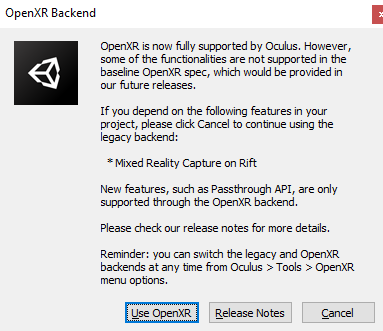 OpenXR Backend
OpenXR is now fully supported by Oculus. However,
some of the functionalities are not supported in the
baseline OpenXR spec, which would be provided in
our future releases.
If you depend on the following features in your
project, please click Cancel to continue using the
legacy backend:
* Mixed Reality Capture on Rift
New features, such as Passthrough API, are only
supported through the OpenXR backend.
Please check our release notes for more details.
Reminder: you can switch the legacy and OpenXR
backends at any time from Oculus > Tools > OpenXR
menu options.
Use OpenXR
Release Notes
Cancel